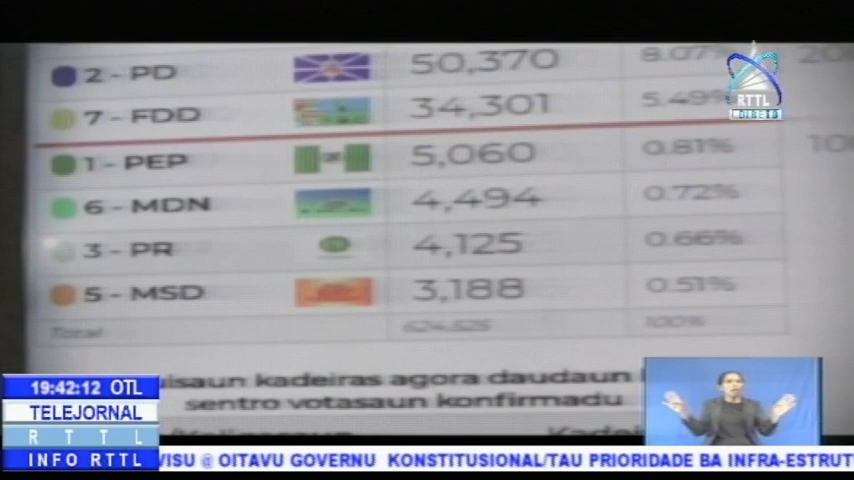 2 - PD 50,370 8.07%
7 - FDD 34,301 5.49%
1 - PEP 5,060 0.81%
6 - MDN 4,494 0.72%
3 - PR 4,125 0.66%
5 - MSD 3,188 0.51%
Total 624,525 100%
kadeiras agora daudaun
sentro votasaun konfirmadu
RTTL
DIRETU
19:42:12 OTL
TELEJORNAL
R T T L
INFO RTTL
VISU @ OITAVU GOVERNU KONSTITUSIONAL/TAU PRIORIDADE BA INFRA-ESTRUT